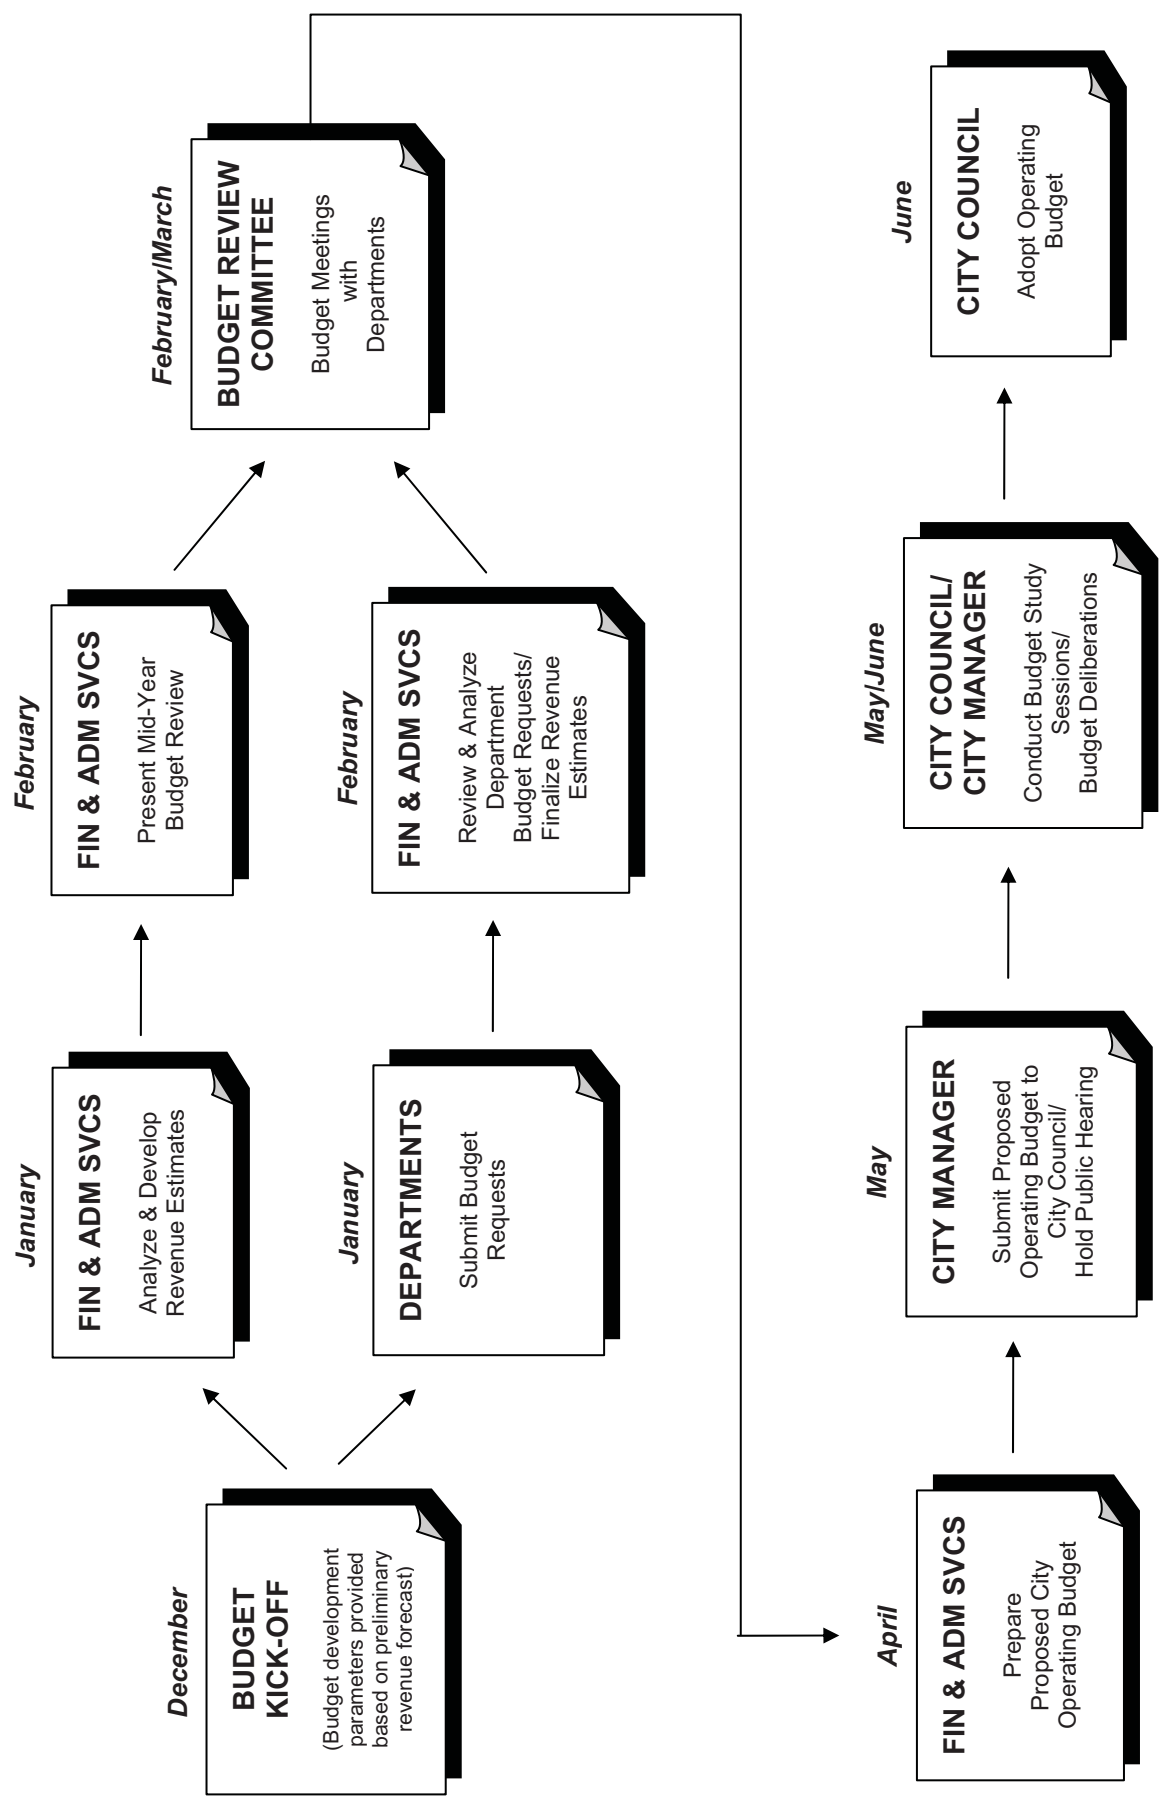 December
BUDGET
KICK-OFF
(Budget development
parameters provided
based on preliminary
revenue forecast)
January
FIN & ADM SVCS
Analyze & Develop
Revenue Estimates
January
DEPARTMENTS
Submit Budget
Requests
February
FIN & ADM SVCS
Present Mid-Year
Budget Review
February
FIN & ADM SVCS
Review & Analyze
Department
Budget Requests/
Finalize Revenue
Estimates
February/March
BUDGET REVIEW
COMMITTEE
Budget Meetings
with
Departments
April
FIN & ADM SVCS
Prepare
Proposed City
Operating Budget
May
CITY MANAGER
Submit Proposed
Operating Budget to
City Council/
Hold Public Hearing
May/June
CITY COUNCIL/
CITY MANAGER
Conduct Budget Study
Sessions/
Budget Deliberations
June
CITY COUNCIL
Adopt Operating
Budget